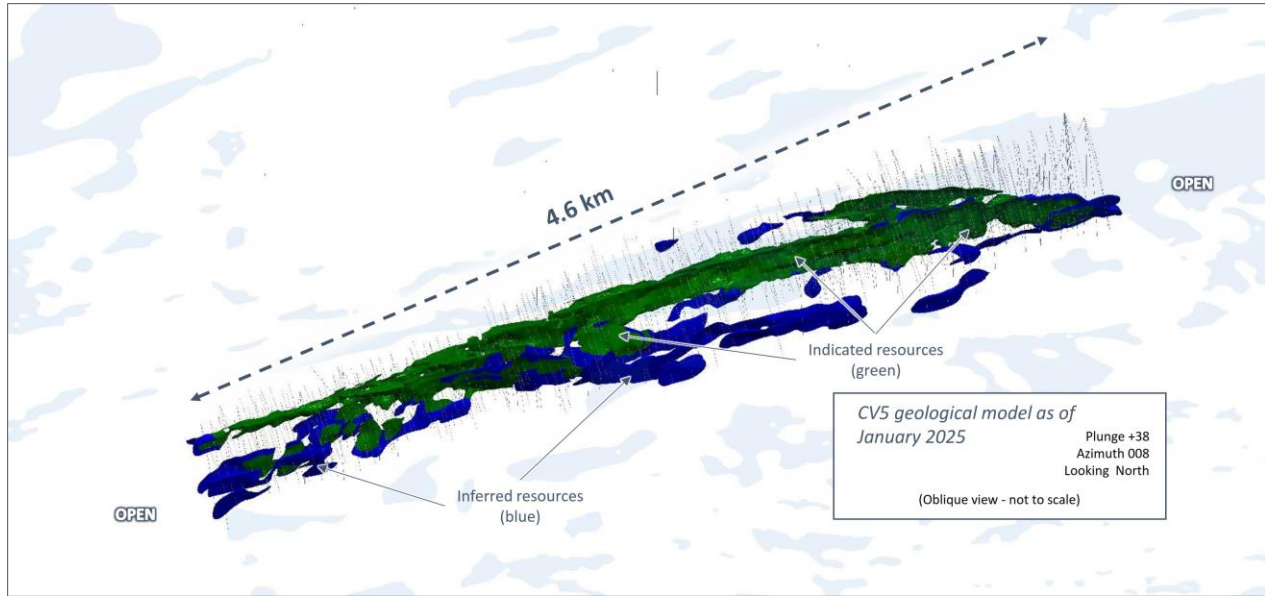 4.6 km
OPEN
Indicated resources
(green)
CV5 geological model as of
January 2025
Plunge +38
Azimuth 008
Looking North
(Oblique view - not to scale)
Inferred resources
(blue)
OPEN